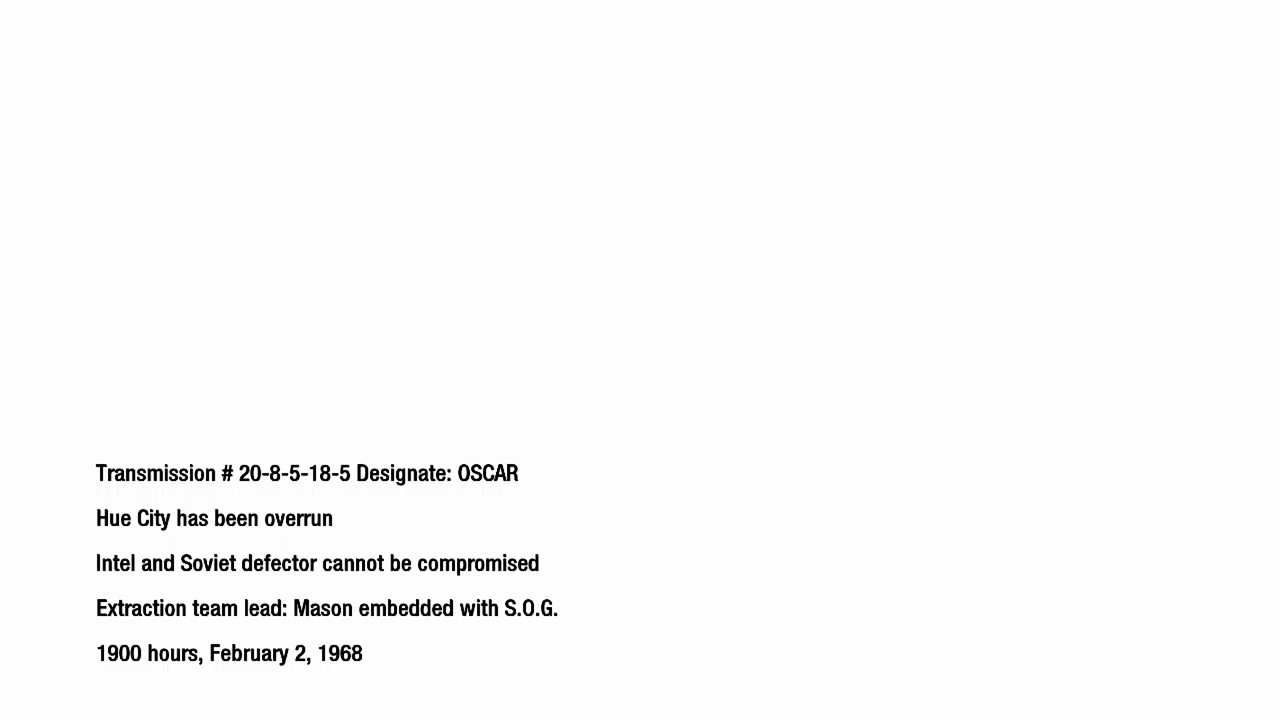 Transmission # 20-8-5-18-5 Designate: OSCAR
Hue City has been overrun
Intel and Soviet defector cannot be compromised
Extraction team lead: Mason embedded with S.O.G.
1900 hours, February 2, 1968